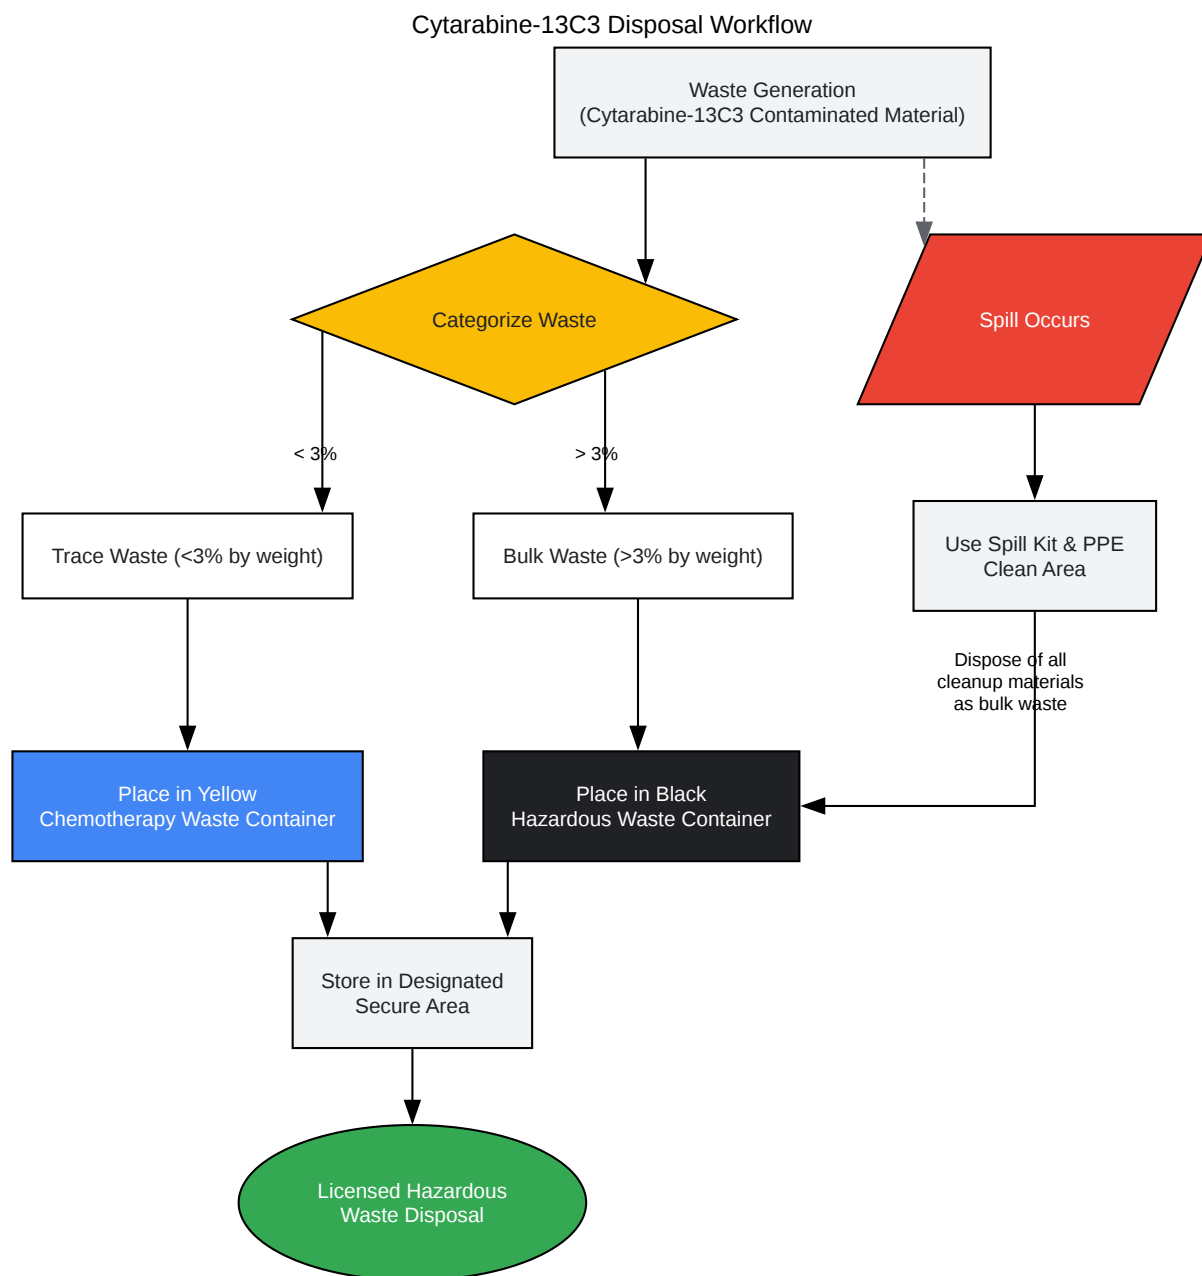 Cytarabine-13C3 Disposal Workflow
Waste Generation
(Cytarabine-13C3 Contaminated Material)
Categorize Waste
Spill Occurs
< 3%
> 3%
Trace Waste (<3% by weight)
Bulk Waste (>3% by weight)
Use Spill Kit & PPE
Clean Area
Dispose of all
cleanup materials
as bulk waste
Place in Yellow
Chemotherapy Waste Container
Place in Black
Hazardous Waste Container
Store in Designated
Secure Area
Licensed Hazardous
Waste Disposal